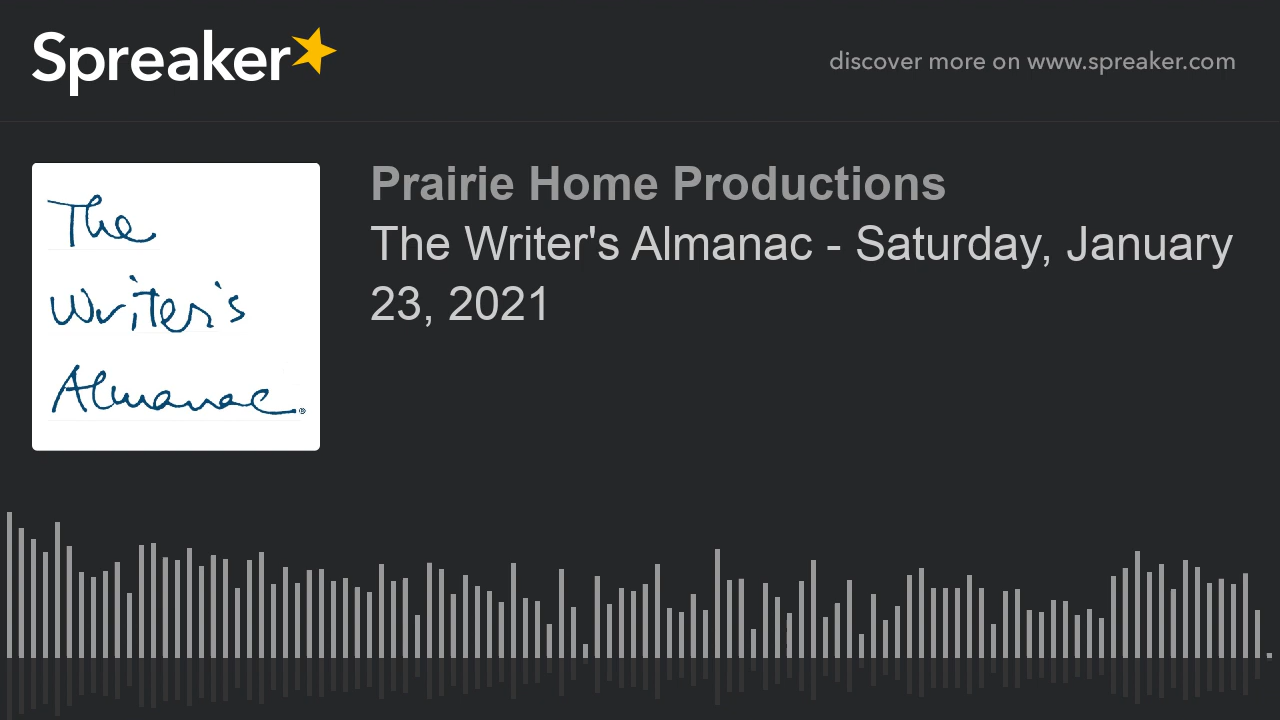 Spreaker
discover more on www.spreaker.com
The
Writer's
Almanac®
Prairie Home Productions
The Writer's Almanac - Saturday, January
23, 2021